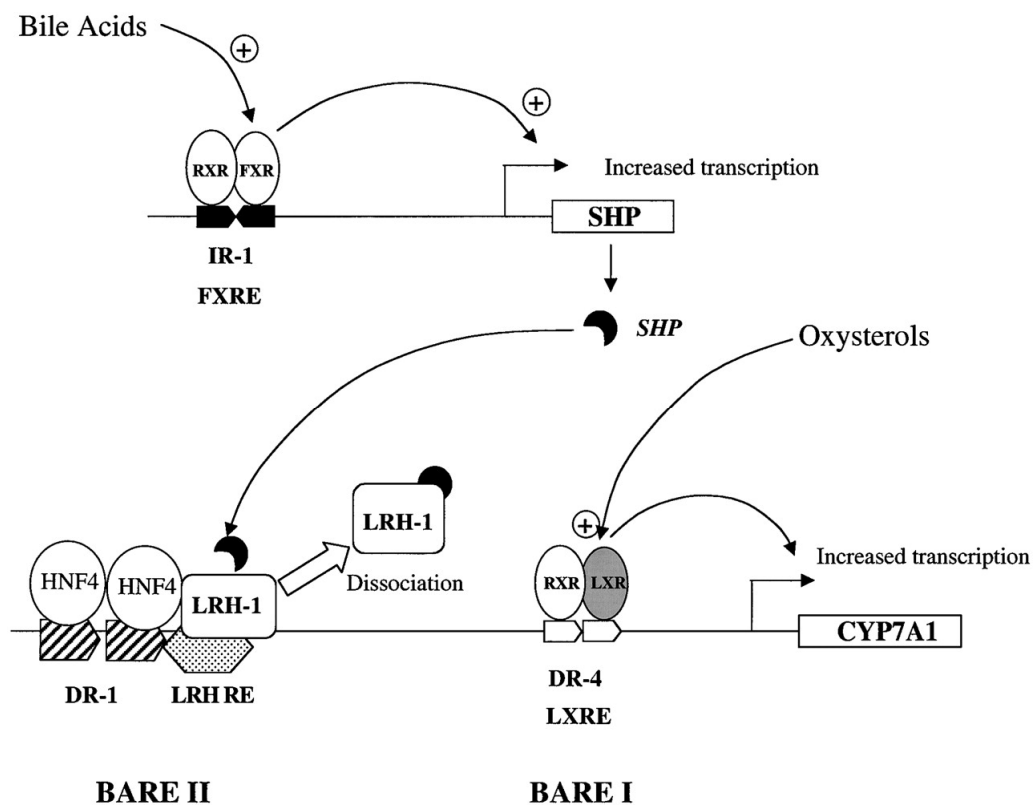 Bile Acids
+
+
RXR
FXR
Increased transcription
SHP
IR-1
FXRE
SHP
Oxysterols
LRH-1
+
Dissociation
HNF4
HNF4
LRH-1
RXR
LXR
Increased transcription
CYP7A1
DR-1
LRH RE
DR-4
LXRE
BARE II
BARE I